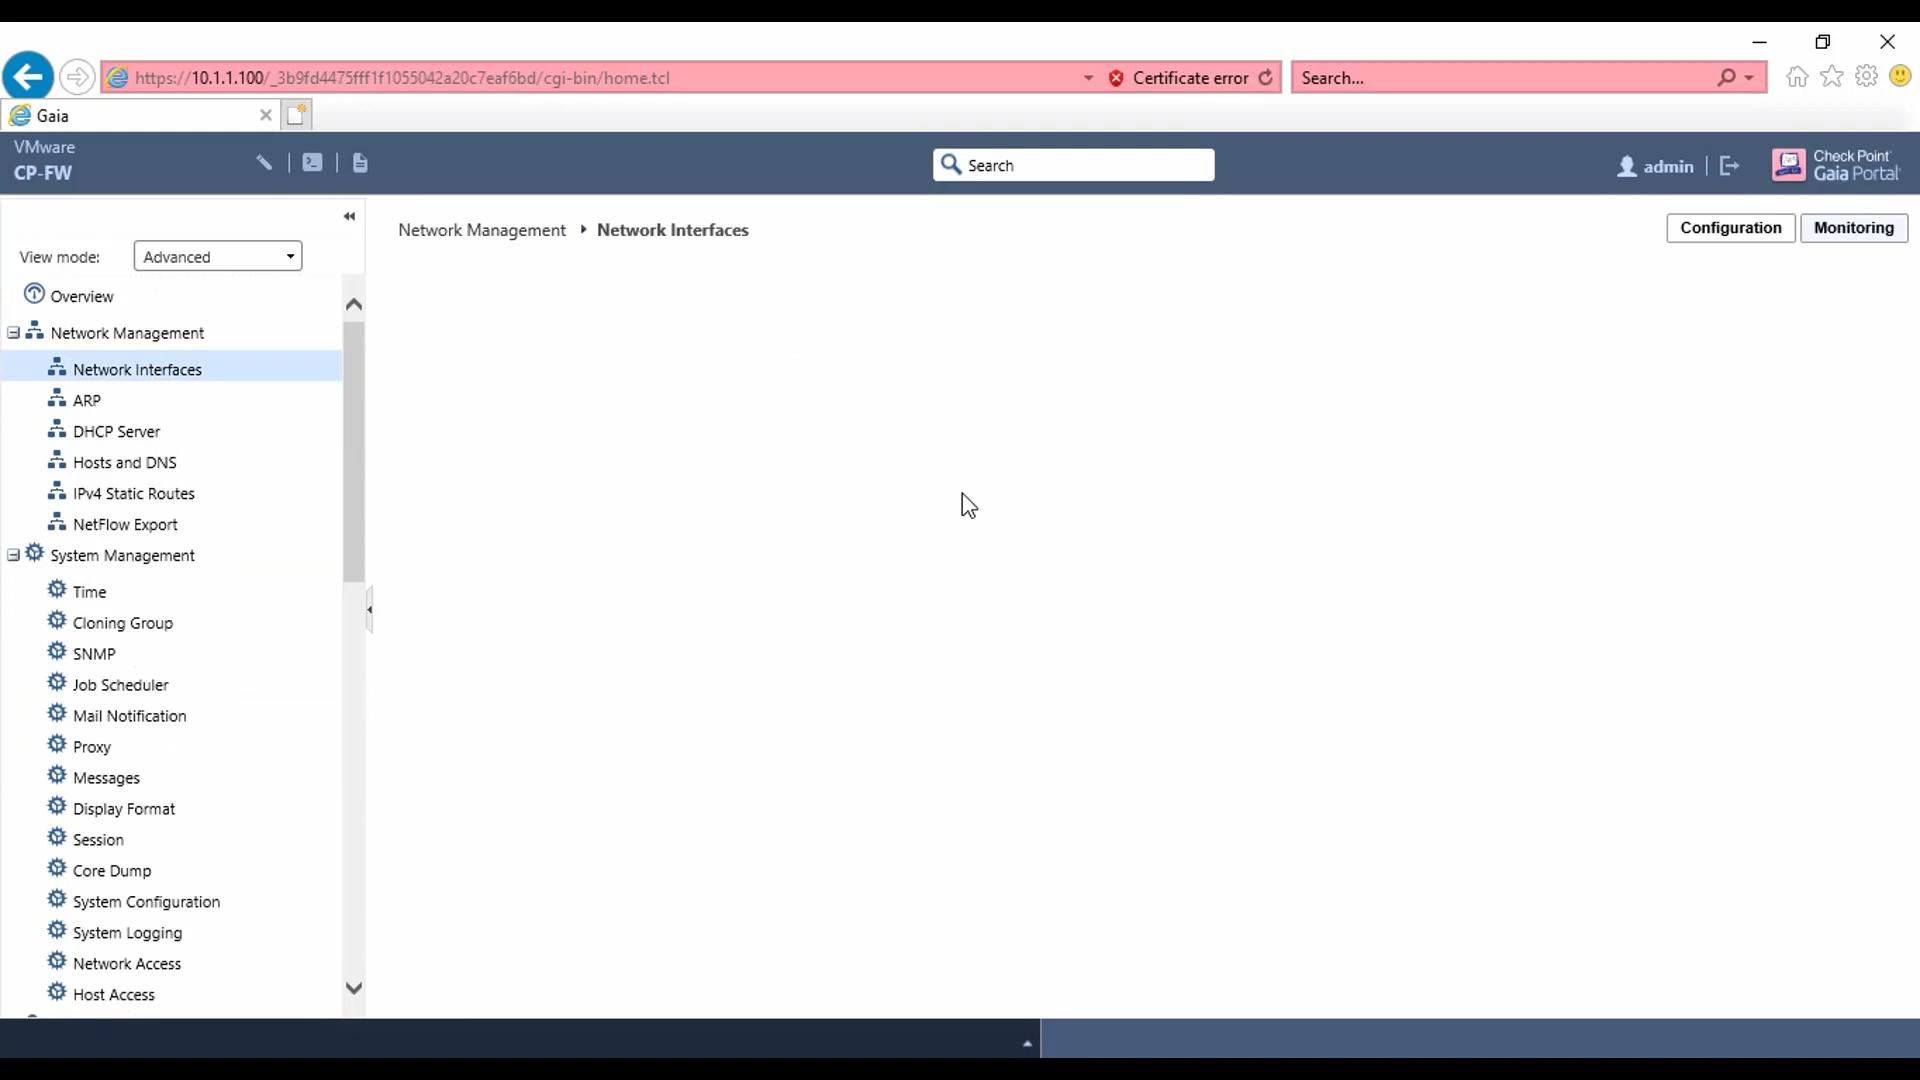 https://10.1.1.100/_3b9fd4475fff1f1055042a20c7eaf6bd/cgi-bin/home.tcl
Certificate error
Search...
Gaia
VMware
CP-FW
Search
admin
Check Point
Gaia Portal
Network Management
Network Interfaces
Configuration
Monitoring
View mode:
Advanced
Overview
Network Management
Network Interfaces
ARP
DHCP Server
Hosts and DNS
IPv4 Static Routes
NetFlow Export
System Management
Time
Cloning Group
SNMP
Job Scheduler
Mail Notification
Proxy
Messages
Display Format
Session
Core Dump
System Configuration
System Logging
Network Access
Host Access